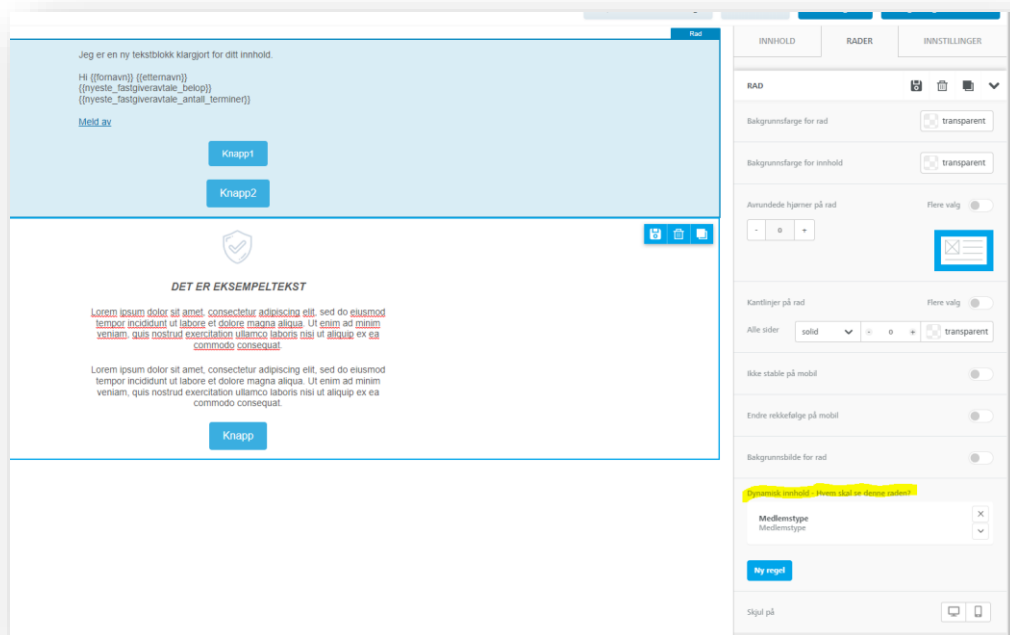 Rad
Jeg er en ny tekstblokk klargjort for ditt innhold.
Hi {{fornavn}} {{etternavn}}
{{nyeste_fastgiveravtale_belop}}
{{nyeste_fastgiveravtale_antall_terminer}}
Meld av
Knapp1
Knapp2
DET ER EKSEMPELTEKST
Lorem ipsum dolor sit amet, consectetur adipiscing elit, sed do eiusmod
tempor incididunt ut labore et dolore magna aliqua. Ut enim ad minim
veniam, quis nostrud exercitation ullamco laboris nisi ut aliquip ex ea
commodo consequat.
Lorem ipsum dolor sit amet, consectetur adipiscing elit, sed do eiusmod
tempor incididunt ut labore et dolore magna aliqua. Ut enim ad minim
veniam, quis nostrud exercitation ullamco laboris nisi ut aliquip ex ea
commodo consequat.
Knapp
INNHOLD RADER INNSTILLINGER
RAD
Bakgrunnsfarge for rad transparent
Bakgrunnsfarge for innhold transparent
Avrundede hjørner på rad Flere valg
- 0 +
Kantlinjer på rad Flere valg
Alle sider solid - 0 + transparent
Ikke stable på mobil
Endre rekkefølge på mobil
Bakgrunnsbilde for rad
Dynamisk innhold - Hvem skal se denne raden?
Medlemstype
Medlemstype
Ny regel
Skjul på